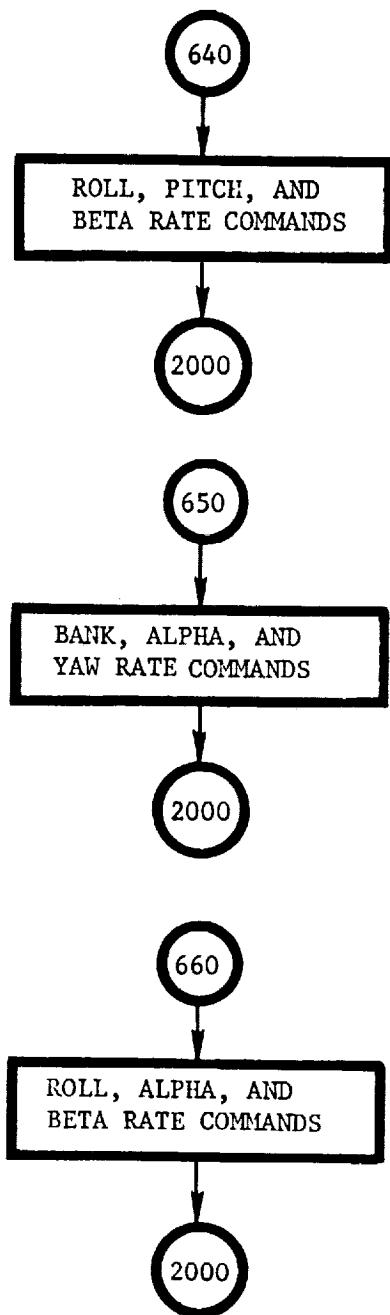 640
ROLL, PITCH, AND
BETA RATE COMMANDS
2000
650
BANK, ALPHA, AND
YAW RATE COMMANDS
2000
660
ROLL, ALPHA, AND
BETA RATE COMMANDS
2000